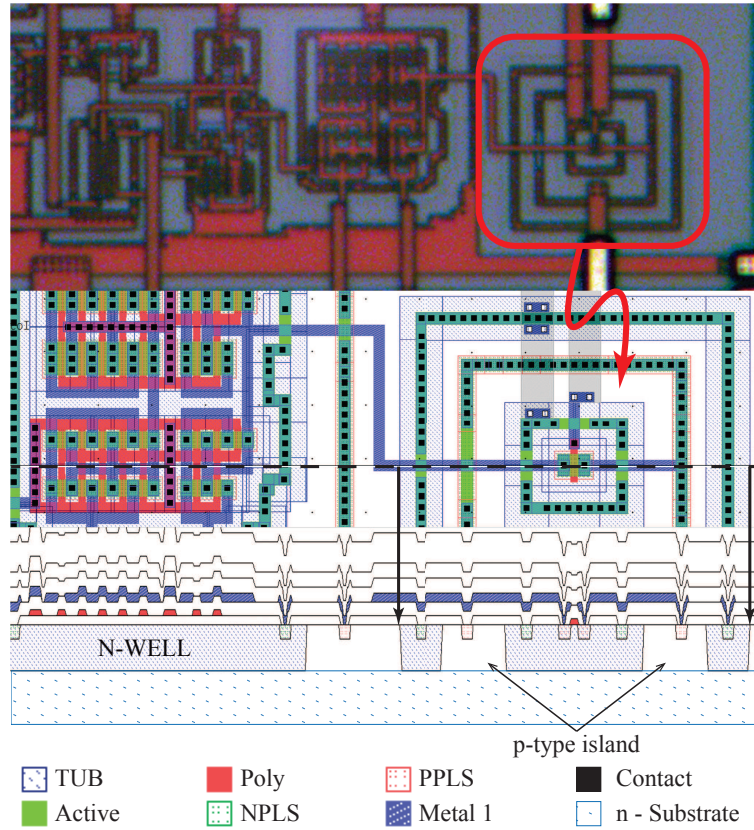 N-WELL
p-type island
TUB
Poly
PPLS
Contact
Active
NPLS
Metal 1
n - Substrate